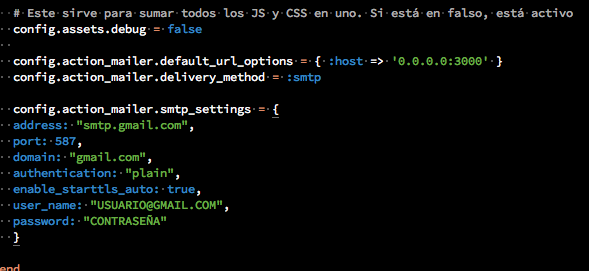 # Este sirve para sumar todos los JS y CSS en uno. Si está en falso, está activo
config.assets.debug = false
config.action_mailer.default_url_options = { :host => '0.0.0.0:3000' }
config.action_mailer.delivery_method = :smtp
config.action_mailer.smtp_settings = {
address: "smtp.gmail.com",
port: 587,
domain: "gmail.com",
authentication: "plain",
enable_starttls_auto: true,
user_name: "USUARIO@GMAIL.COM",
password: "CONTRASEÑA"
}
end